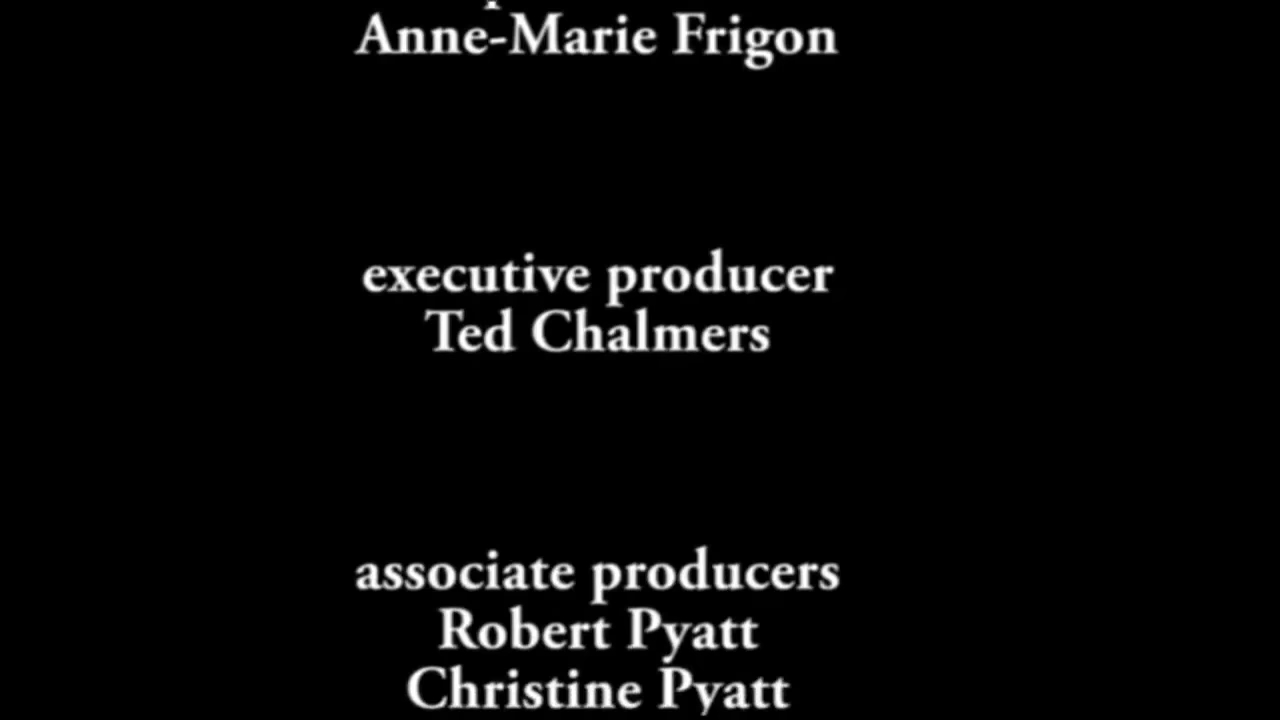 Anne-Marie Frigon
executive producer
Ted Chalmers
associate producers
Robert Pyatt
Christine Pyatt